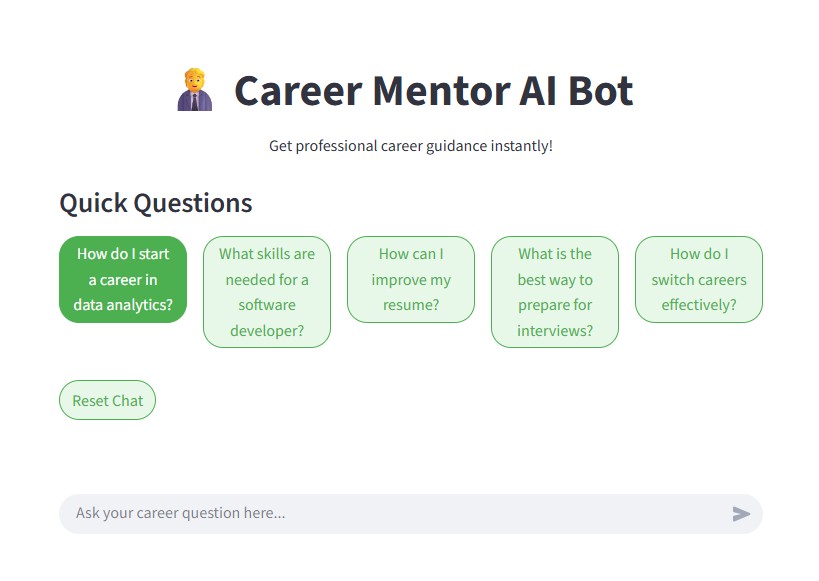 Career Mentor AI Bot
Get professional career guidance instantly!
Quick Questions
How do I start
a career in
data analytics?
What skills are
needed for a
software
developer?
How can I
improve my
resume?
What is the
best way to
prepare for
interviews?
How do I
switch careers
effectively?
Reset Chat
Ask your career question here...